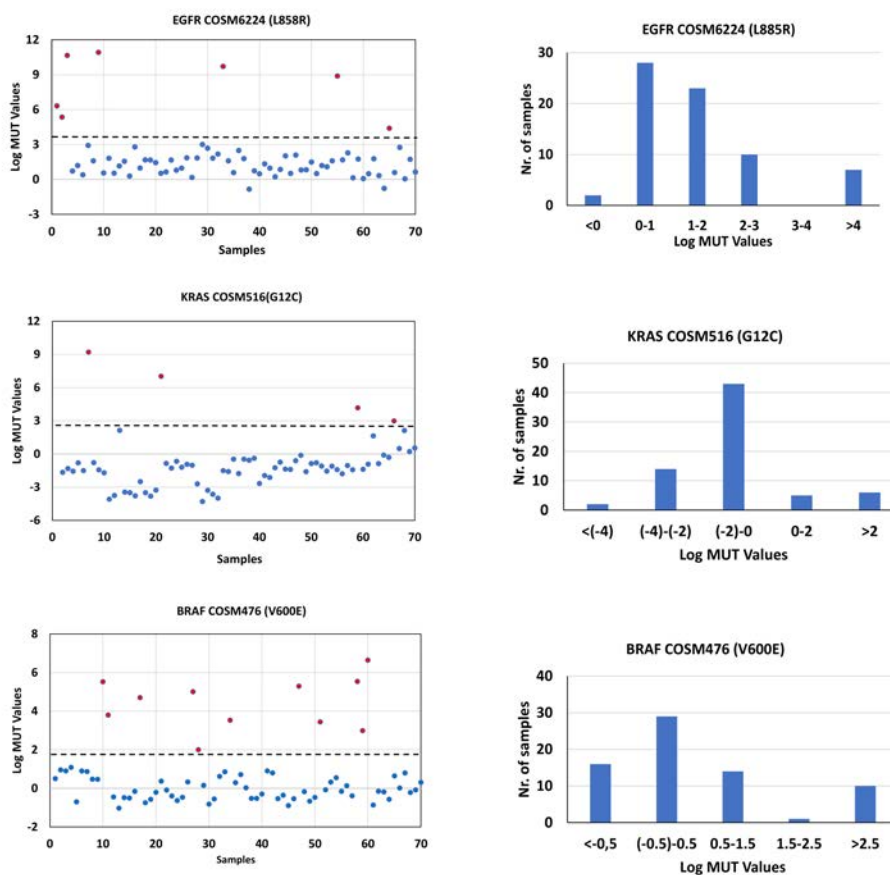 EGFR COSM6224 (L858R)
12
9
6
3
0
-3
Log MUT Values
0 10 20 30 40 50 60 70
Samples
EGFR COSM6224 (L885R)
30
20
10
0
Nr. of samples
<0 0-1 1-2 2-3 3-4 >4
Log MUT Values
KRAS COSM516(G12C)
12
9
6
3
0
-3
-6
Log MUT Values
0 10 20 30 40 50 60 70
Samples
KRAS COSM516 (G12C)
50
40
30
20
10
0
Nr. of samples
<(-4) (-4)-(-2) (-2)-0 0-2 >2
Log MUT Values
BRAF COSM476 (V600E)
8
6
4
2
0
-2
Log MUT Values
0 10 20 30 40 50 60 70
Samples
BRAF COSM476 (V600E)
40
30
20
10
0
Nr. of samples
<-0,5 (-0.5)-0.5 0.5-1.5 1.5-2.5 >2.5
Log MUT Values